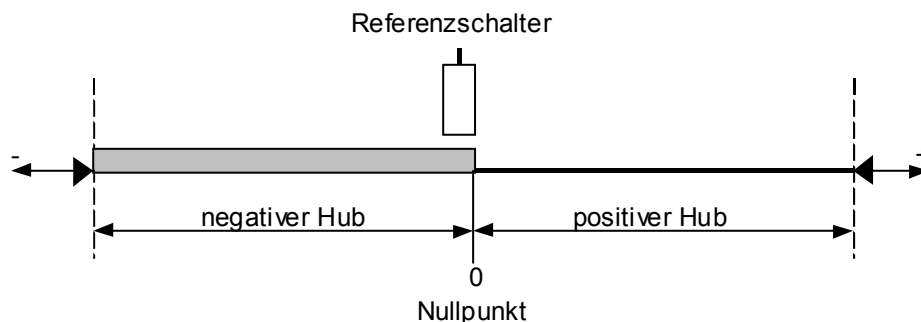 Referenzschalter
-
negativer Hub
positiver Hub
0
Nullpunkt